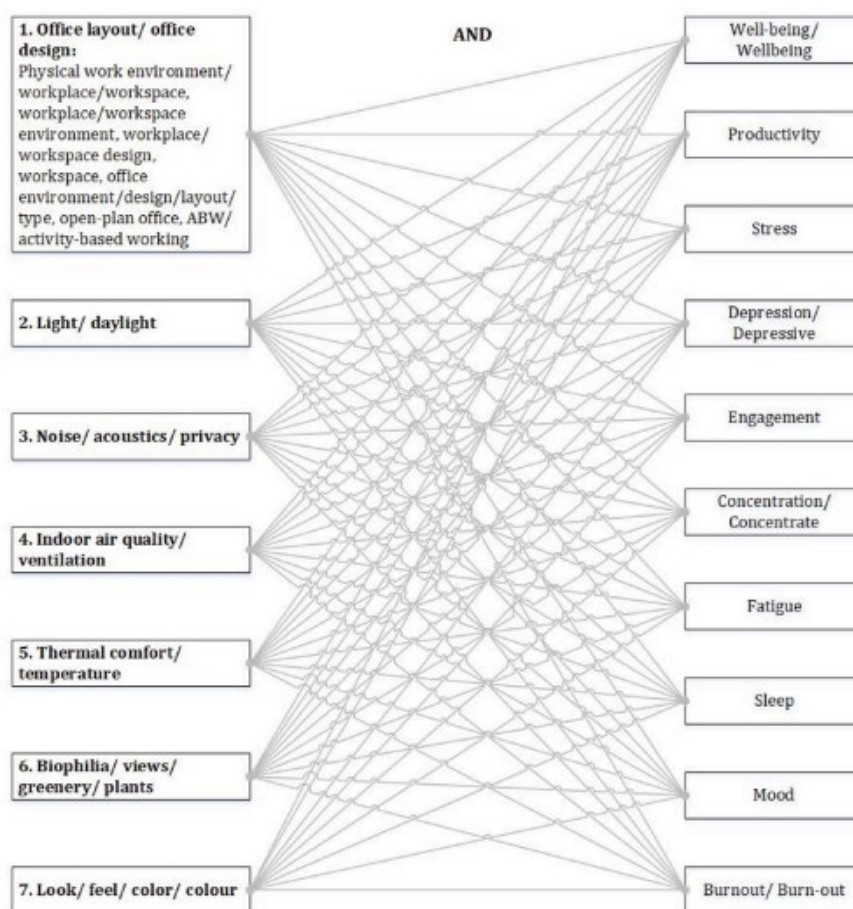 1. Office layout/ office
design:
Physical work environment/
workplace/workspace,
workplace/workspace
environment, workplace/
workspace design,
workspace, office
environment/design/layout/
type, open-plan office, ABW/
activity-based working
2. Light/ daylight
3. Noise/ acoustics/ privacy
4. Indoor air quality/
ventilation
5. Thermal comfort/
temperature
6. Biophilia/ views/
greenery/ plants
7. Look/ feel/ color/ colour
AND
Well-being/
Wellbeing
Productivity
Stress
Depression/
Depressive
Engagement
Concentration/
Concentrate
Fatigue
Sleep
Mood
Burnout/ Burn-out